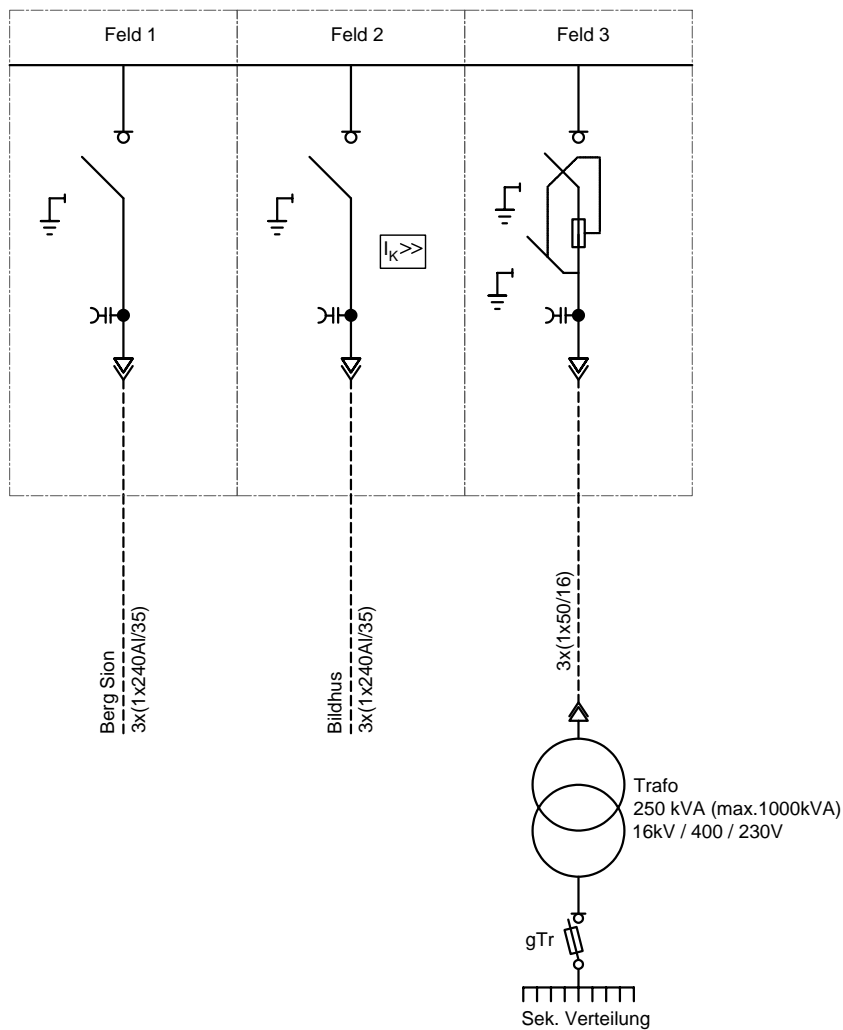 Feld 1
Feld 2
Feld 3
I_K>>
Berg Sion
3x(1x240Al/35)
Bildhus
3x(1x240Al/35)
3x(1x50/16)
Trafo
250 kVA (max.1000kVA)
16kV / 400 / 230V
gTr
Sek. Verteilung